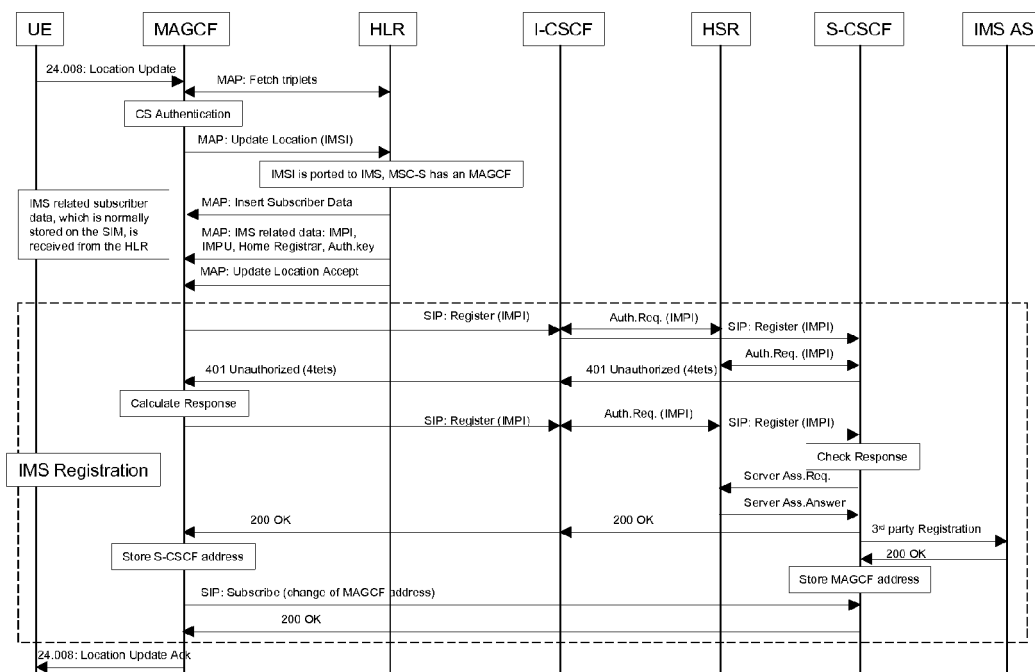 UE
MAGCF
HLR
I-CSCF
HSR
S-CSCF
IMS AS
24.008: Location Update
MAP: Fetch triplets
CS Authentication
MAP: Update Location (IMSI)
IMSI is ported to IMS, MSC-S has an MAGCF
IMS related subscriber
data, which is normally
stored on the SIM, is
received from the HLR
MAP: Insert Subscriber Data
MAP: IMS related data: IMPI,
IMPU, Home Registrar, Auth.key
MAP: Update Location Accept
SIP: Register (IMPI)
Auth.Req. (IMPI)
SIP: Register (IMPI)
Auth.Req. (IMPI)
401 Unauthorized (4tets)
401 Unauthorized (4tets)
Calculate Response
SIP: Register (IMPI)
Auth.Req. (IMPI)
SIP: Register (IMPI)
Check Response
IMS Registration
Server Ass.Req.
Server Ass.Answer
200 OK
200 OK
3rd party Registration
Store S-CSCF address
200 OK
Store MAGCF address
SIP: Subscribe (change of MAGCF address)
200 OK
24.008: Location Update Ack